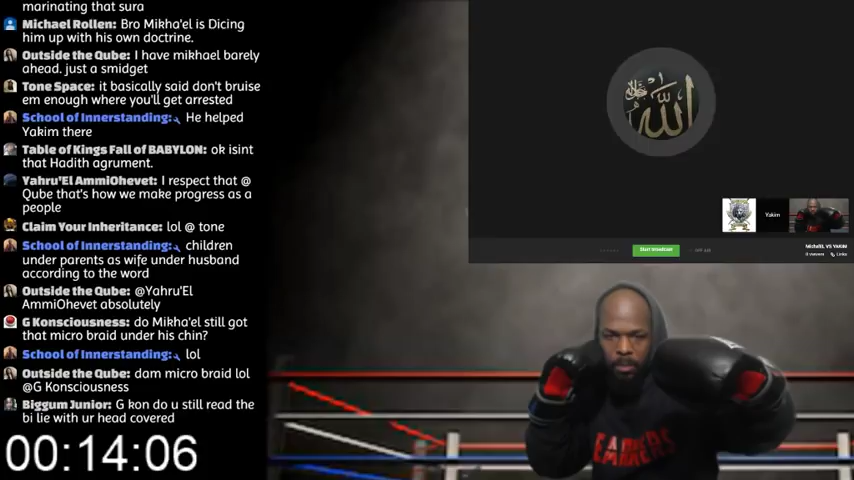 marinating that sura
Michael Rollen: Bro Mikha'el is Dicing
him up with his own doctrine.
Outside the Qube: I have mikhael barely
ahead. just a smidget
Tone Space: it basically said don't bruise
em enough where you'll get arrested
School of Innerstanding: He helped
Yakim there
Table of Kings Fall of BABYLON: ok isint
that Hadith agrument.
Yahru'El AmmiOhevet: I respect that @
Qube that's how we make progress as a
people
Claim Your Inheritance: lol @ tone
School of Innerstanding: children
under parents as wife under husband
according to the word
Outside the Qube: @Yahru'El
AmmiOhevet absolutely
G Konsciousness: do Mikha'el still got
that micro braid under his chin?
School of Innerstanding: lol
Outside the Qube: dam micro braid lol
@G Konsciousness
Biggum Junior: G kon do u still read the
bi lie with ur head covered
00:14:06
الله
Yakim
Start broadcast
VS YAKIM
0 viewers
Links